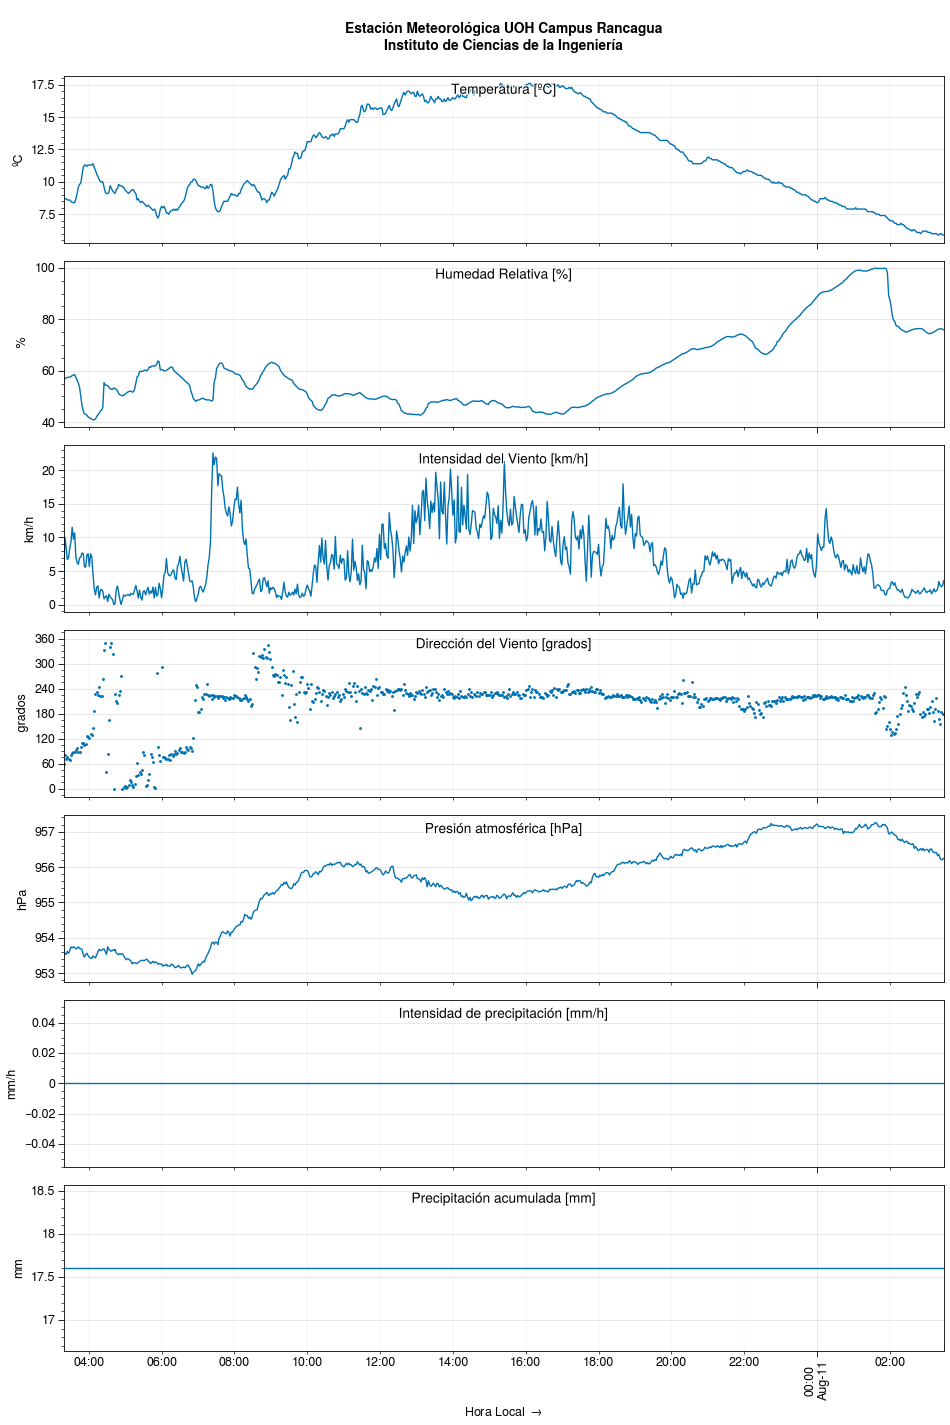 Estación Meteorológica UOH Campus Rancagua
Instituto de Ciencias de la Ingeniería
Temperatura [ºC]
ºC
17.5
15
12.5
10
7.5
Humedad Relativa [%]
%
100
80
60
40
Intensidad del Viento [km/h]
km/h
20
15
10
5
0
Dirección del Viento [grados]
grados
360
300
240
180
120
60
0
Presión atmosférica [hPa]
hPa
957
956
955
954
953
Intensidad de precipitación [mm/h]
mm/h
0.04
0.02
0
−0.02
−0.04
Precipitación acumulada [mm]
mm
18.5
18
17.5
17
04:00 06:00 08:00 10:00 12:00 14:00 16:00 18:00 20:00 22:00 00:00 02:00
Aug-11
Hora Local →